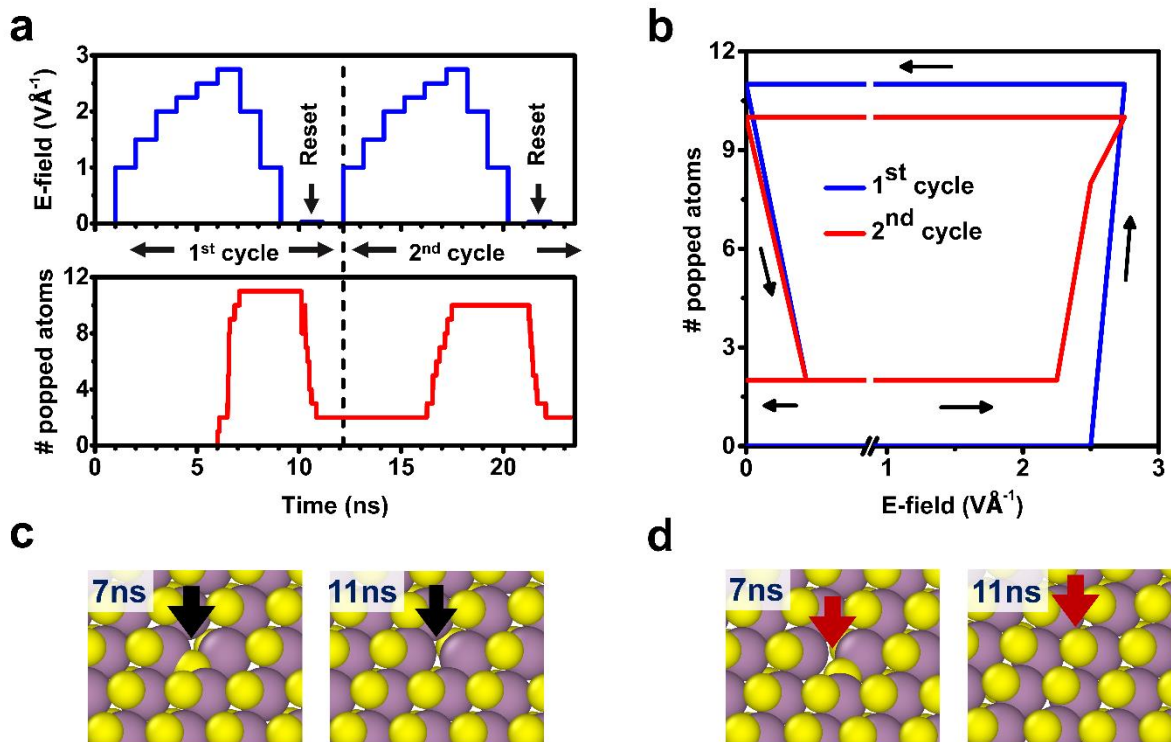 a
3
2
1
0
E-field (VÅ⁻¹)
Reset
Reset
1st cycle
2nd cycle
12
8
4
0
# popped atoms
0
5
10
15
20
Time (ns)
b
12
9
6
3
0
# popped atoms
1st cycle
2nd cycle
0
1
2
3
E-field (VÅ⁻¹)
c
7ns
11ns
d
7ns
11ns